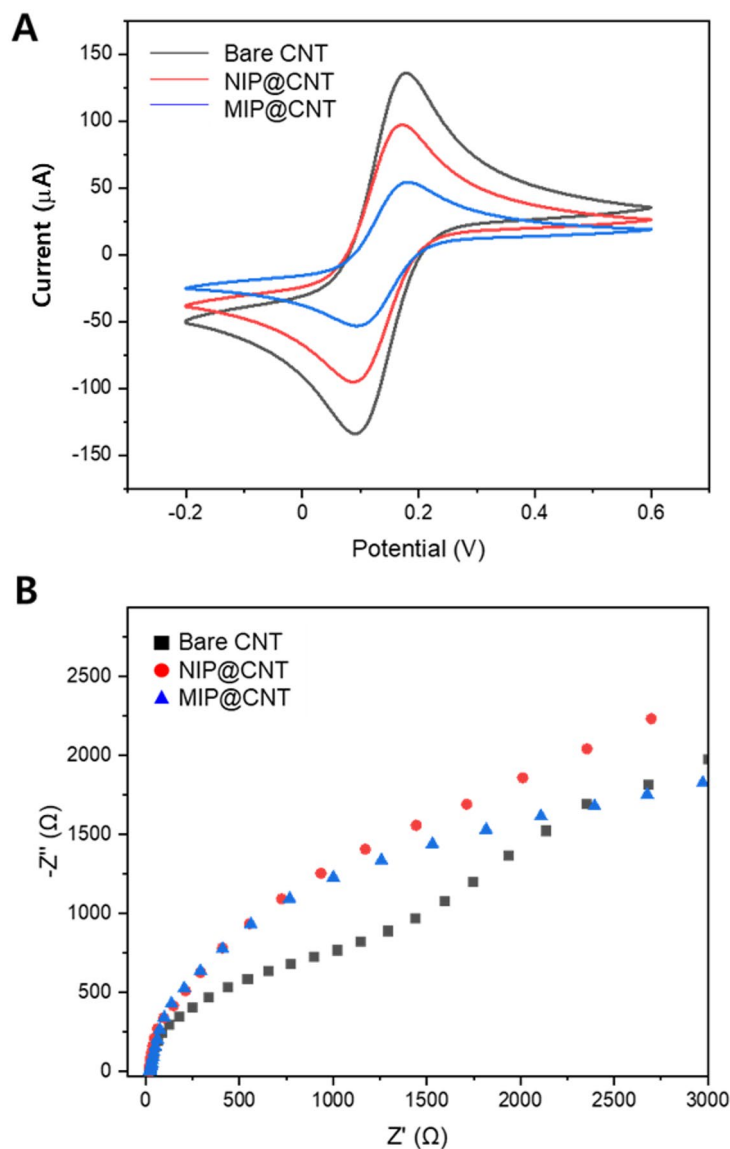 A
Bare CNT
NIP@CNT
MIP@CNT
150
100
50
0
-50
-100
-150
Current (μA)
-0.2 0 0.2 0.4 0.6
Potential (V)
B
Bare CNT
NIP@CNT
MIP@CNT
2500
2000
1500
1000
500
0
-Z" (Ω)
0 500 1000 1500 2000 2500 3000
Z' (Ω)